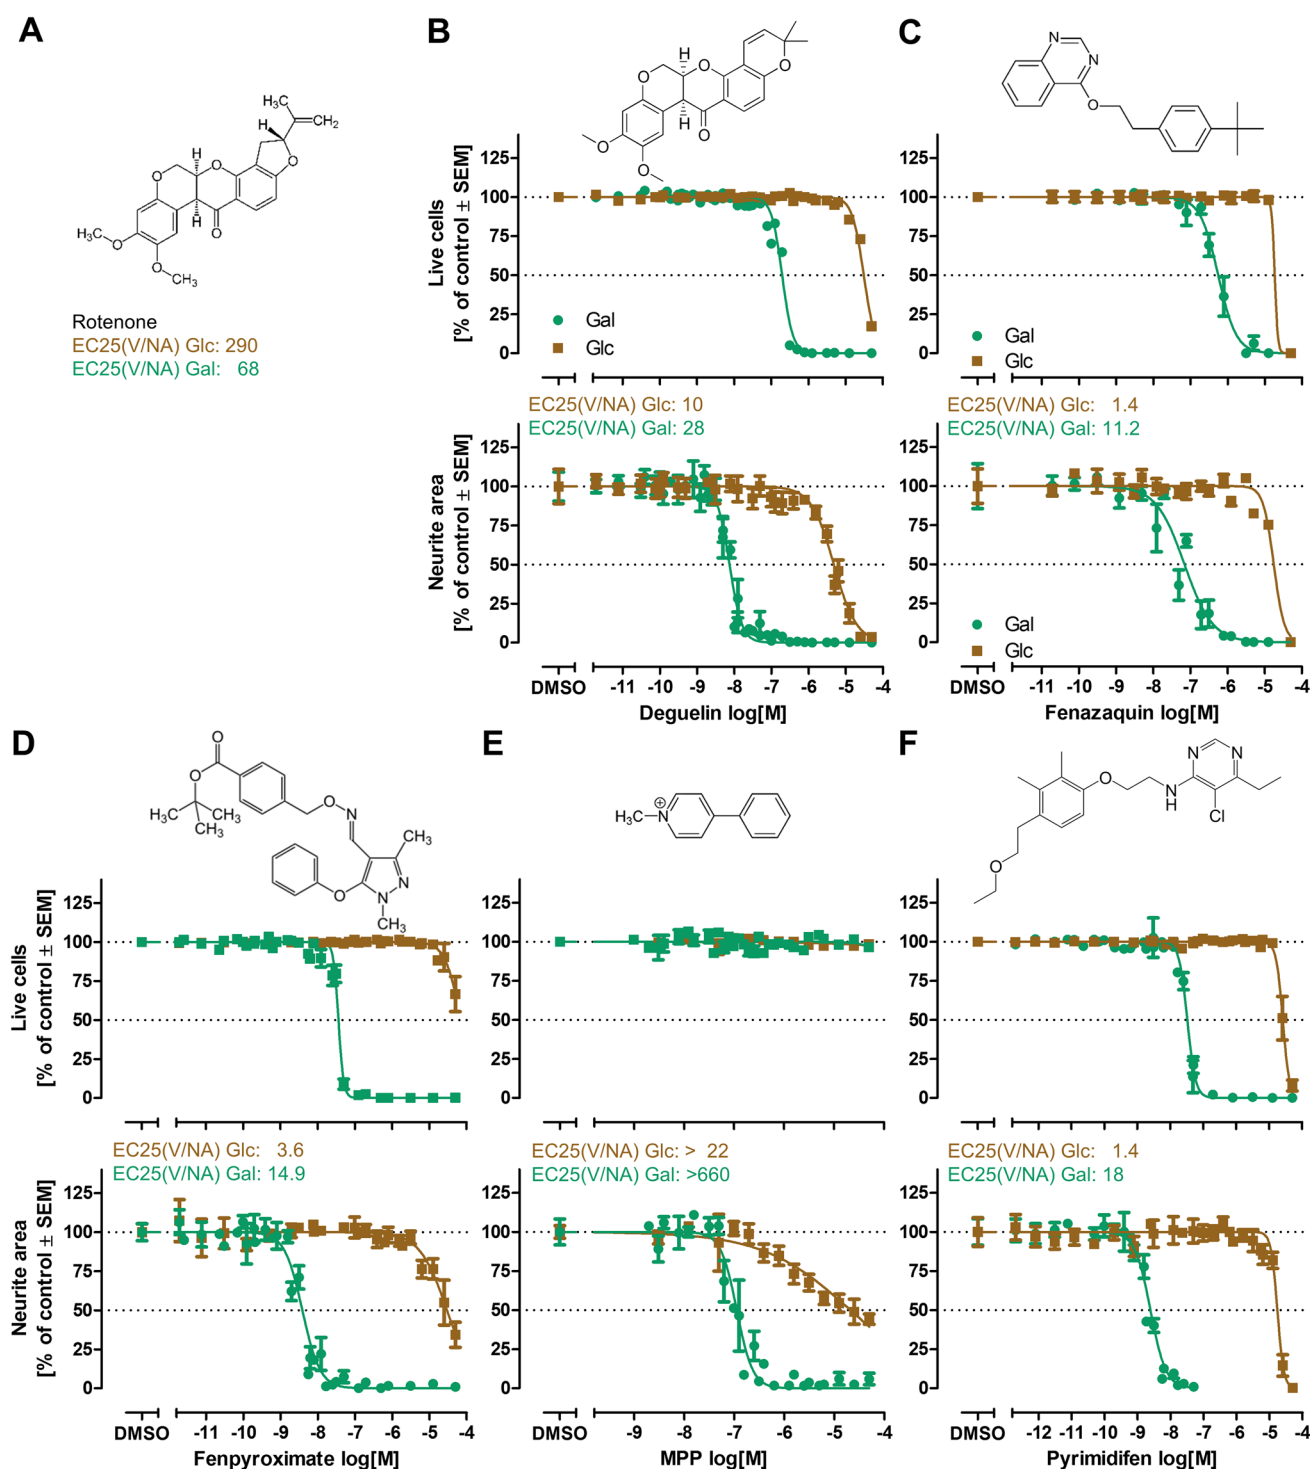 A
H₃C
CH₂
H
O
H
O
O
H
O
H₃C
O
O
CH₃
Rotenone
EC25(V/NA) Glc: 290
EC25(V/NA) Gal: 68
B
H
O
O
O
H
O
O
O
Live cells
[% of control ± SEM]
125
100
75
50
25
0
Gal
Glc
EC25(V/NA) Glc: 10
EC25(V/NA) Gal: 28
Neurite area
[% of control ± SEM]
125
100
75
50
25
0
DMSO
-11 -10 -9 -8 -7 -6 -5 -4
Deguelin log[M]
C
N
N
O
125
100
75
50
25
0
Gal
Glc
EC25(V/NA) Glc: 1.4
EC25(V/NA) Gal: 11.2
125
100
75
50
25
0
Gal
Glc
DMSO
-11 -10 -9 -8 -7 -6 -5 -4
Fenazaquin log[M]
D
O
O
H₃C
CH₃
CH₃
O
N
CH₃
N
O
N
CH₃
Live cells
[% of control ± SEM]
125
100
75
50
25
0
EC25(V/NA) Glc: 3.6
EC25(V/NA) Gal: 14.9
Neurite area
[% of control ± SEM]
125
100
75
50
25
0
DMSO
-11 -10 -9 -8 -7 -6 -5 -4
Fenpyroximate log[M]
E
H₃C
N
+
125
100
75
50
25
0
EC25(V/NA) Glc: > 22
EC25(V/NA) Gal: >660
125
100
75
50
25
0
DMSO
-9 -8 -7 -6 -5 -4
MPP log[M]
F
N
N
O
N
H
Cl
O
125
100
75
50
25
0
EC25(V/NA) Glc: 1.4
EC25(V/NA) Gal: 18
125
100
75
50
25
0
DMSO
-12 -11 -10 -9 -8 -7 -6 -5 -4
Pyrimidifen log[M]